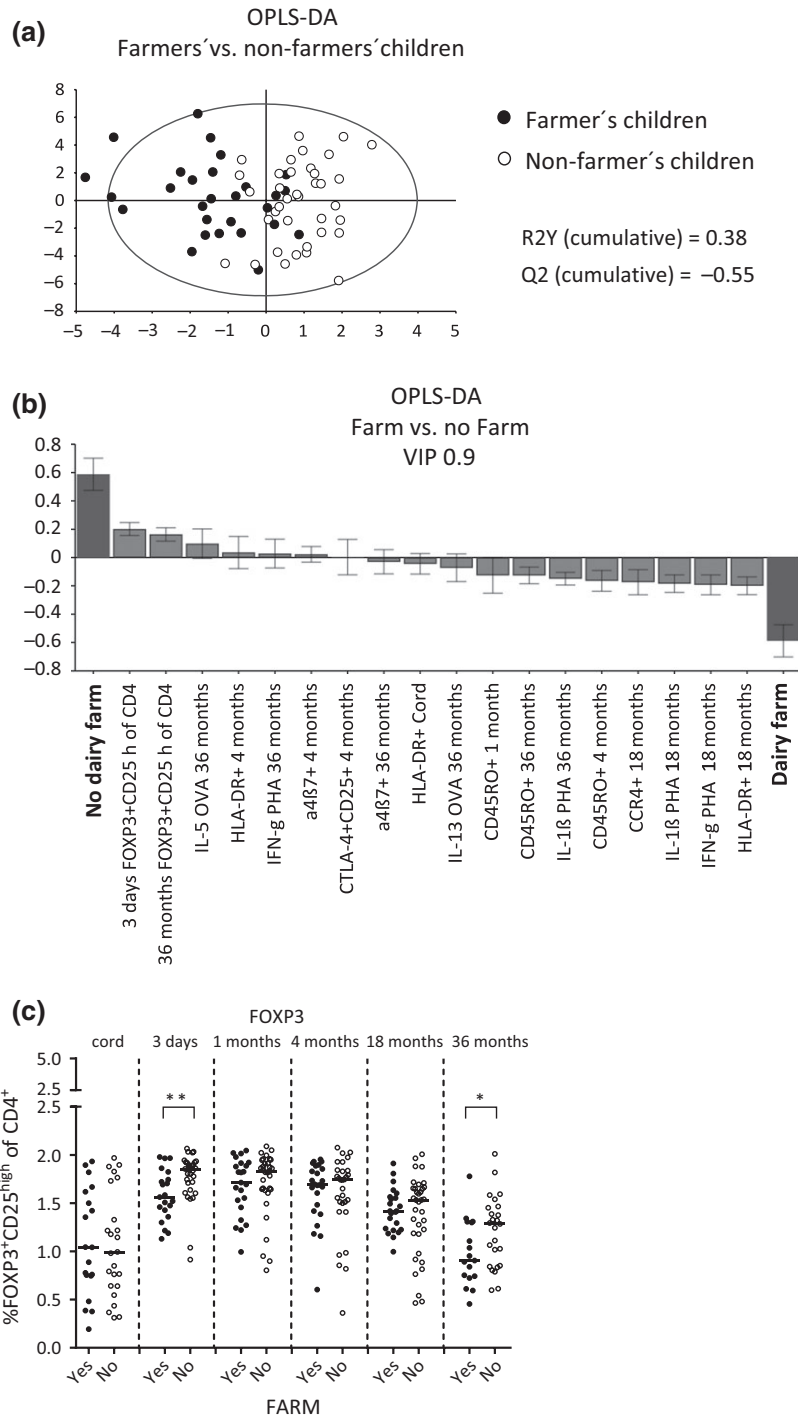 (a)
OPLS-DA
Farmers´vs. non-farmers´children
8
6
4
2
0
−2
−4
−6
−8
−5 −4 −3 −2 −1 0 1 2 3 4 5
Farmer´s children
Non-farmer´s children
R2Y (cumulative) = 0.38
Q2 (cumulative) = −0.55
(b)
OPLS-DA
Farm vs. no Farm
VIP 0.9
0.8
0.6
0.4
0.2
0
−0.2
−0.4
−0.6
−0.8
No dairy farm
3 days FOXP3+CD25 h of CD4
36 months FOXP3+CD25 h of CD4
IL-5 OVA 36 months
HLA-DR+ 4 months
IFN-g PHA 36 months
a4ß7+ 4 months
CTLA-4+CD25+ 4 months
a4ß7+ 36 months
HLA-DR+ Cord
IL-13 OVA 36 months
CD45RO+ 1 month
CD45RO+ 36 months
IL-1ß PHA 36 months
CD45RO+ 4 months
CCR4+ 18 months
IL-1ß PHA 18 months
IFN-g PHA 18 months
HLA-DR+ 18 months
Dairy farm
(c)
FOXP3
cord 3 days 1 months 4 months 18 months 36 months
%FOXP3⁺CD25ʰⁱᵍʰ of CD4⁺
5.0
2.5
2.5
2.0
1.5
1.0
0.5
0.0
** *
Yes No Yes No Yes No Yes No Yes No Yes No
FARM